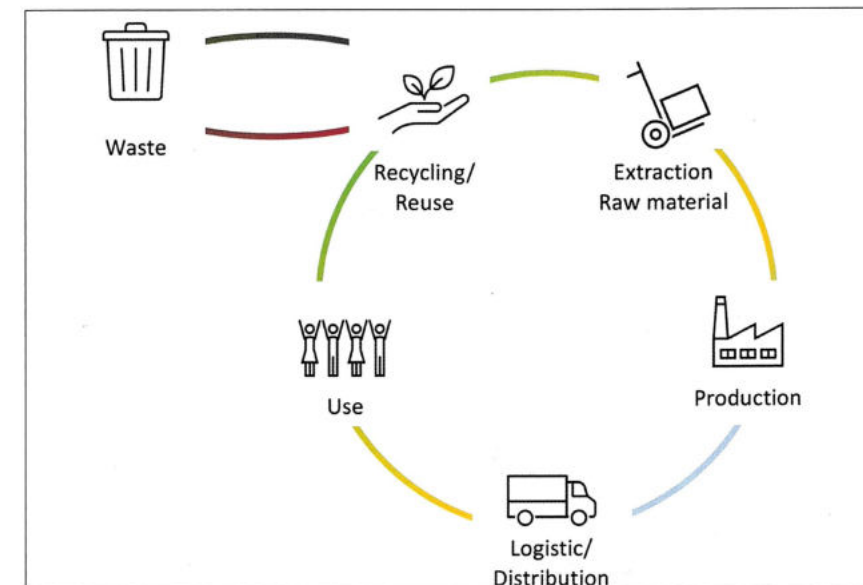 Waste
Recycling/
Reuse
Extraction
Raw material
Use
Production
Logistic/
Distribution